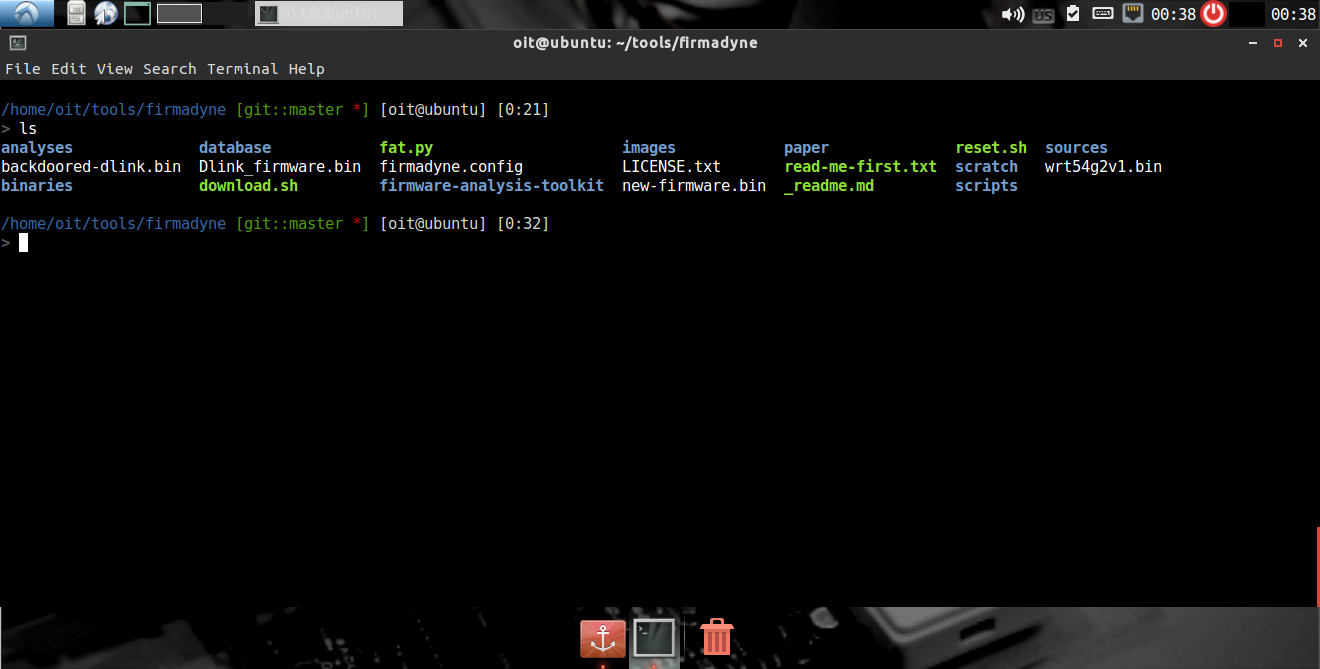 oit@ubuntu: ...
us 00:38 00:38
oit@ubuntu: ~/tools/firmadyne
File Edit View Search Terminal Help
/home/oit/tools/firmadyne [git::master *] [oit@ubuntu] [0:21]
> ls
analyses database fat.py images paper reset.sh sources
backdoored-dlink.bin Dlink_firmware.bin firmadyne.config LICENSE.txt read-me-first.txt scratch wrt54g2v1.bin
binaries download.sh firmware-analysis-toolkit new-firmware.bin _readme.md scripts
/home/oit/tools/firmadyne [git::master *] [oit@ubuntu] [0:32]
>